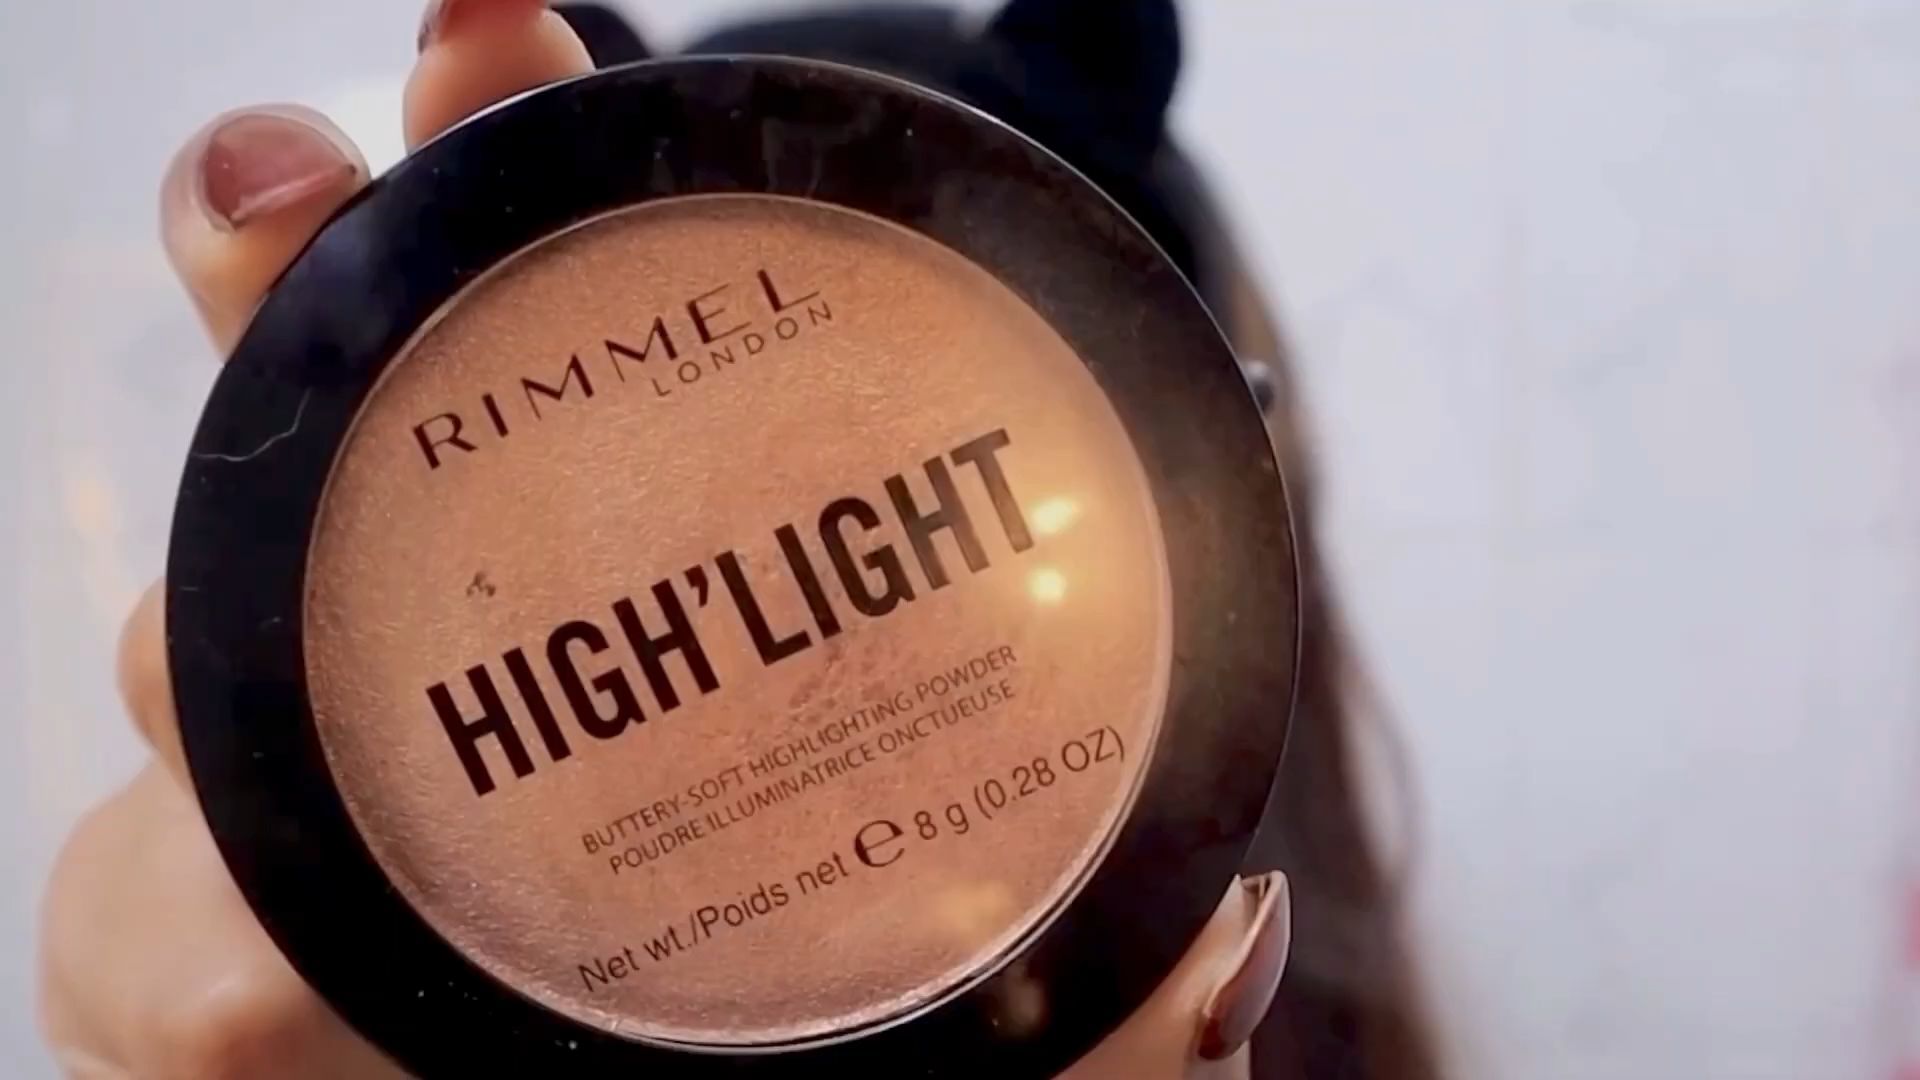 RIMMEL
LONDON
HIGH'LIGHT
BUTTERY-SOFT HIGHLIGHTING POWDER
POUDRE ILLUMINATRICE ONCTUEUSE
Net wt./Poids net ℮ 8 g (0.28 OZ)